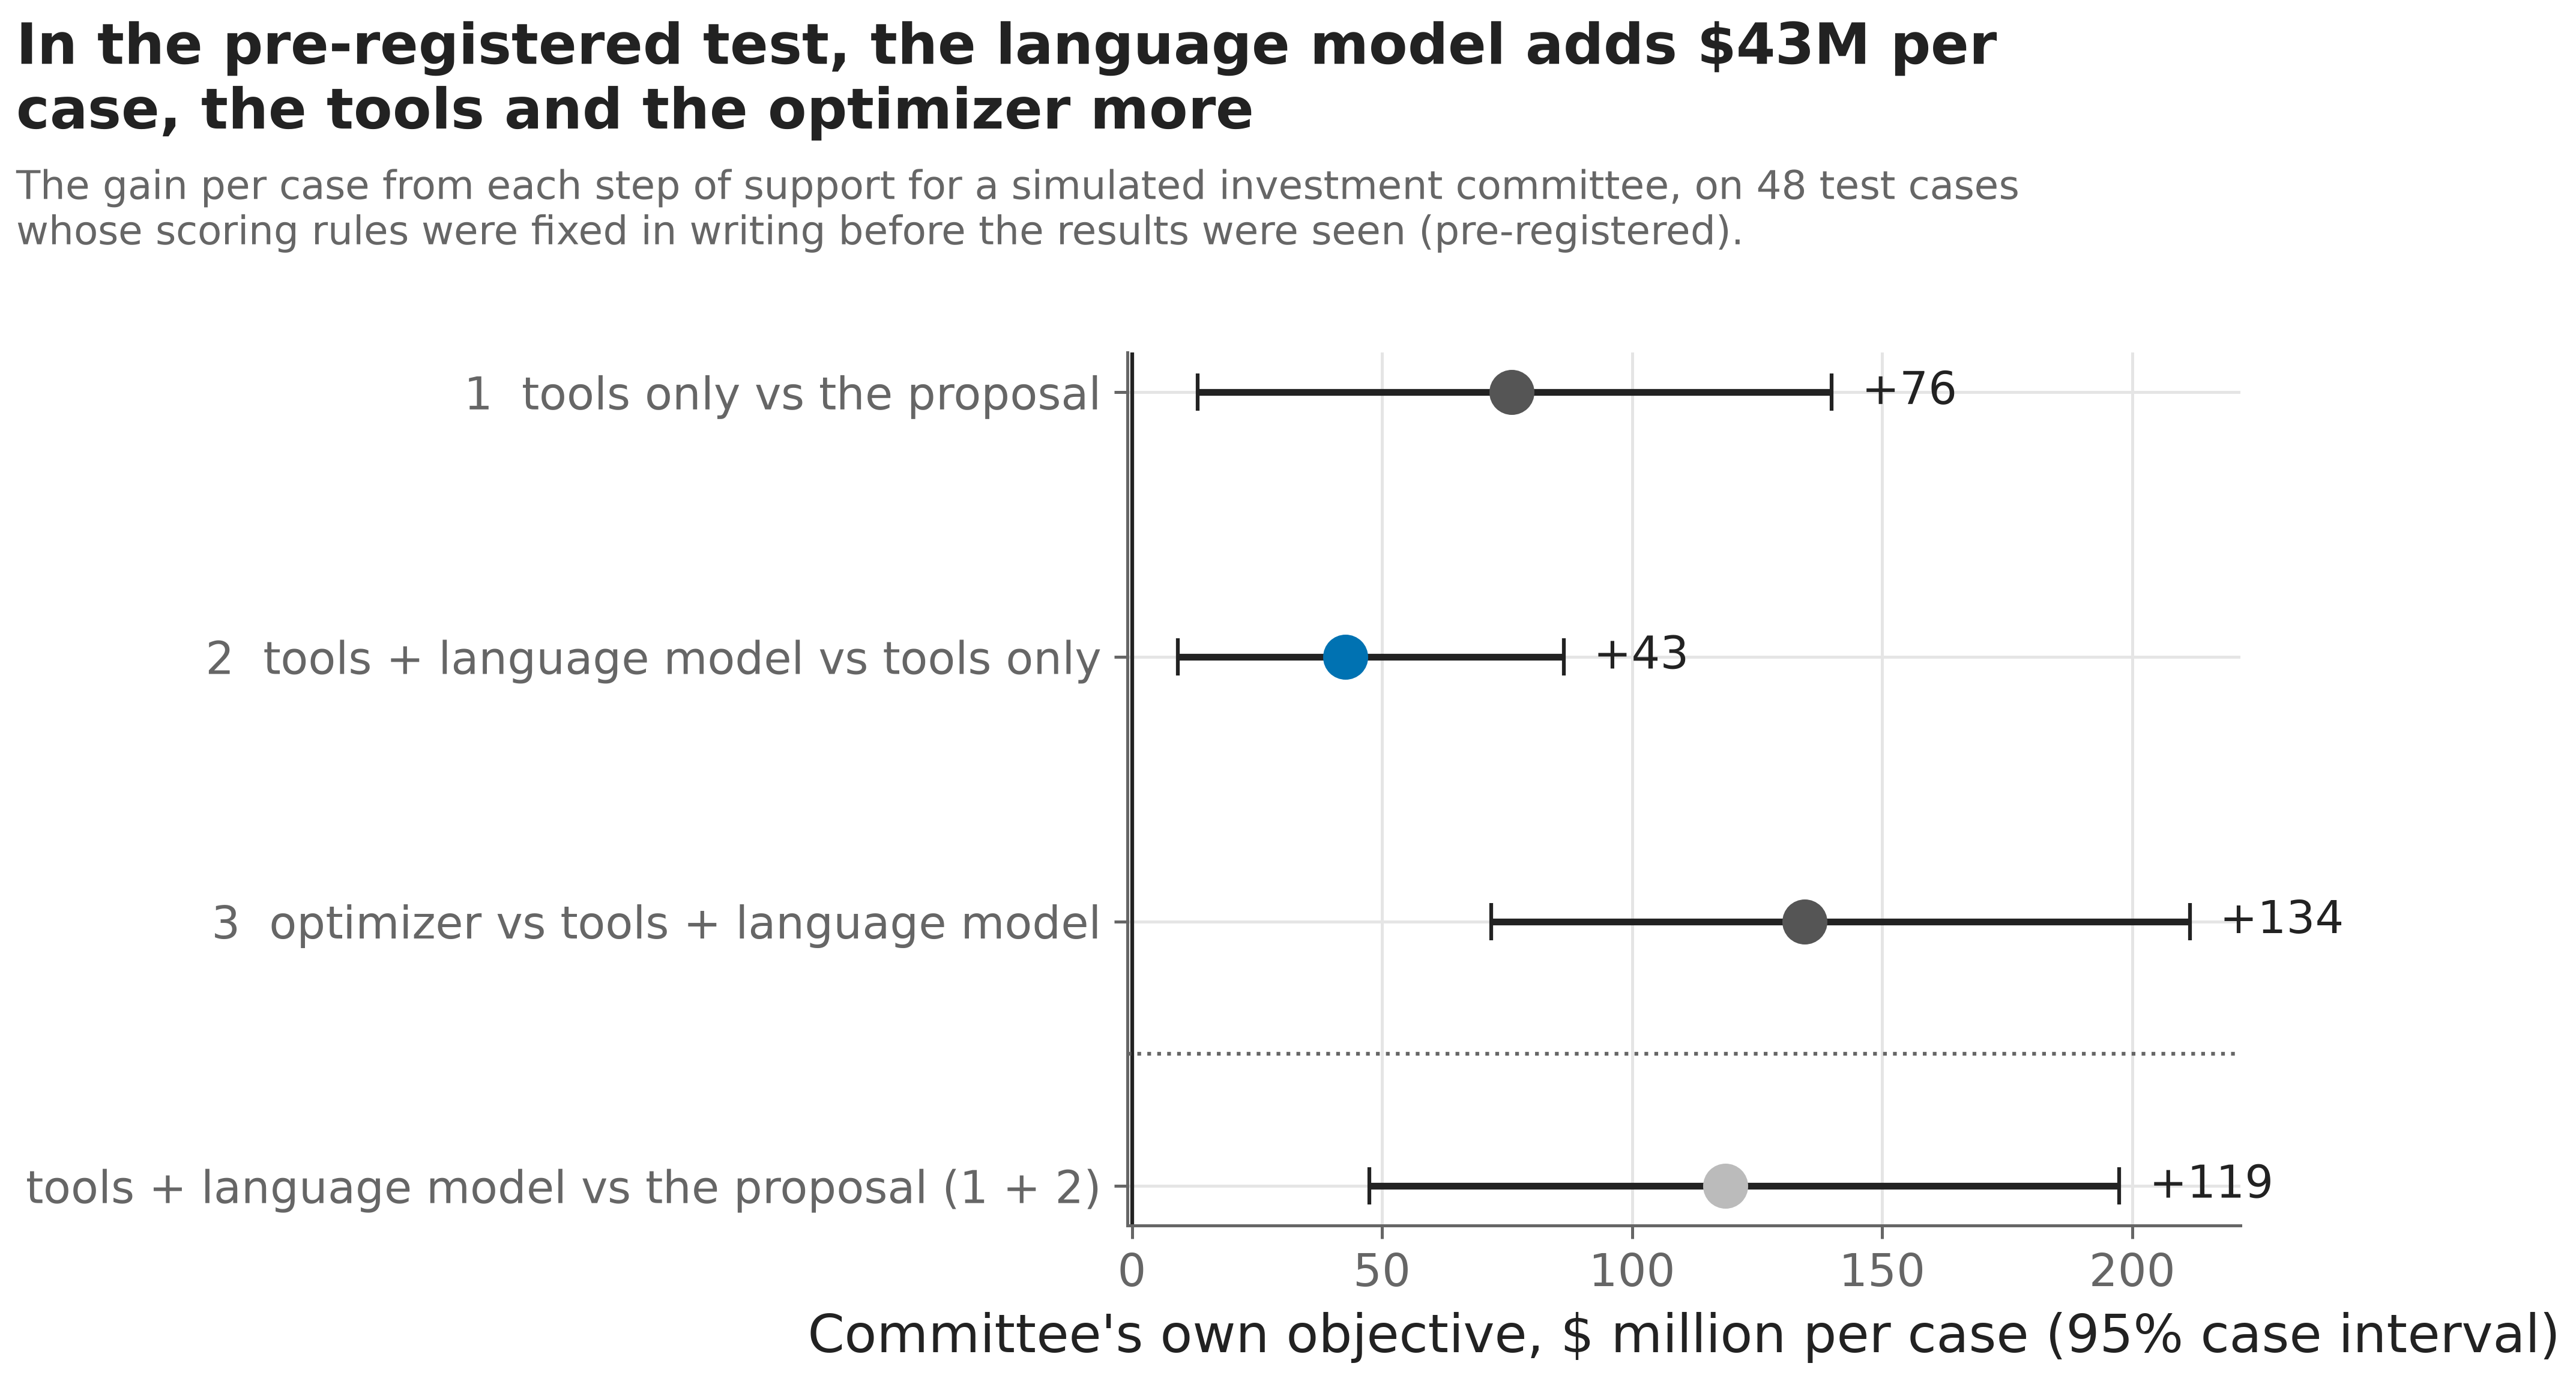 In the pre-registered test, the language model adds $43M per
case, the tools and the optimizer more
The gain per case from each step of support for a simulated investment committee, on 48 test cases
whose scoring rules were fixed in writing before the results were seen (pre-registered).
1 tools only vs the proposal
+76
2 tools + language model vs tools only
+43
3 optimizer vs tools + language model
+134
tools + language model vs the proposal (1 + 2)
+119
0 50 100 150 200
Committee's own objective, $ million per case (95% case interval)